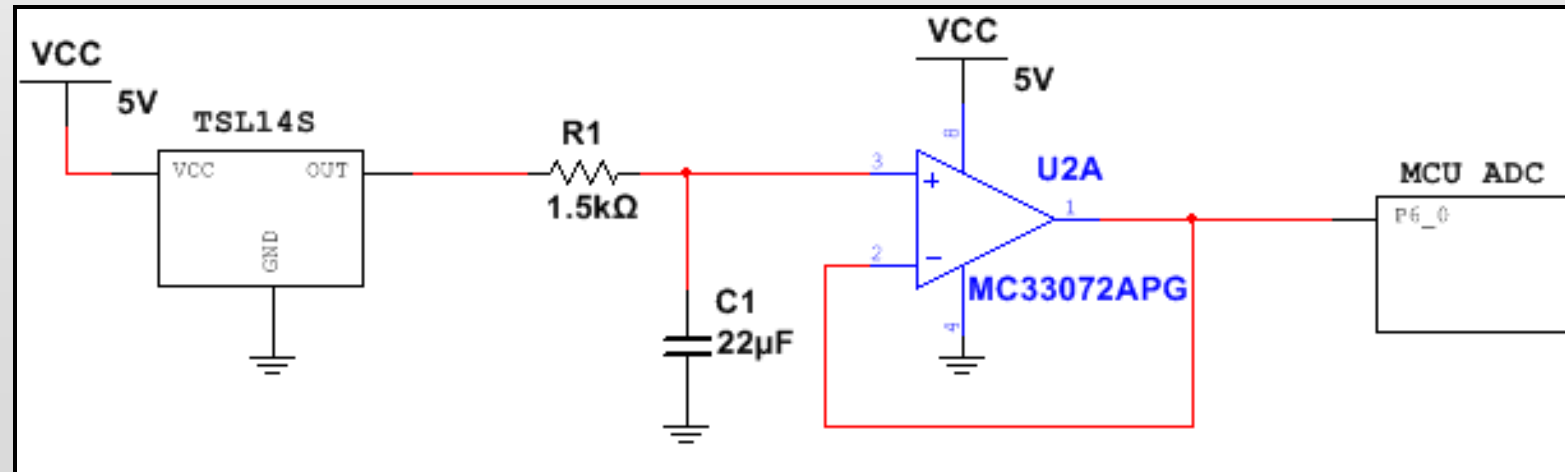 VCC
5V
TSL14S
VCC
OUT
GND
R1
1.5kΩ
C1
22µF
VCC
5V
8
3
2
1
4
U2A
MC33072APG
MCU ADC
P6_0